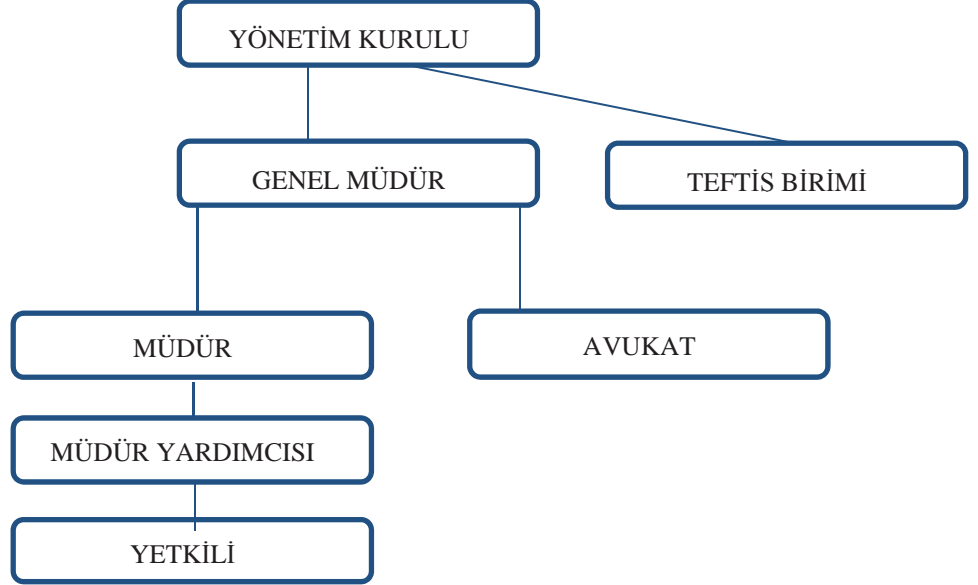 YÖNETİM KURULU
GENEL MÜDÜR
TEFTİS BİRİMİ
MÜDÜR
AVUKAT
MÜDÜR YARDIMCISI
YETKİLİ